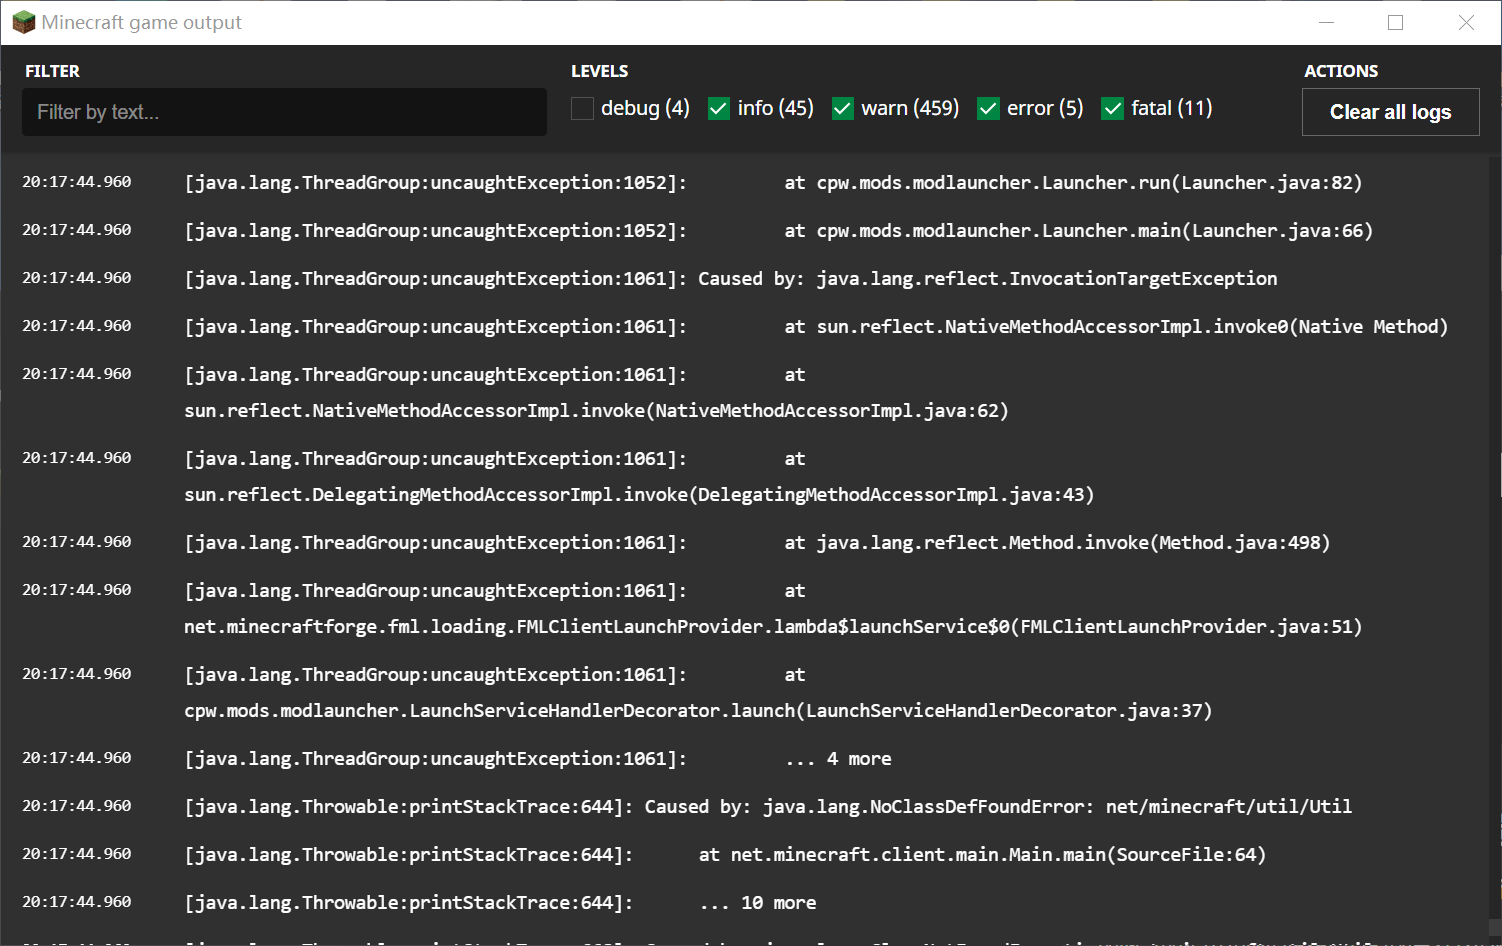 Minecraft game output
FILTER
LEVELS
ACTIONS
Filter by text...
debug (4) info (45) warn (459) error (5) fatal (11)
Clear all logs
20:17:44.960 [java.lang.ThreadGroup:uncaughtException:1052]: at cpw.mods.modlauncher.Launcher.run(Launcher.java:82)
20:17:44.960 [java.lang.ThreadGroup:uncaughtException:1052]: at cpw.mods.modlauncher.Launcher.main(Launcher.java:66)
20:17:44.960 [java.lang.ThreadGroup:uncaughtException:1061]: Caused by: java.lang.reflect.InvocationTargetException
20:17:44.960 [java.lang.ThreadGroup:uncaughtException:1061]: at sun.reflect.NativeMethodAccessorImpl.invoke0(Native Method)
20:17:44.960 [java.lang.ThreadGroup:uncaughtException:1061]: at
sun.reflect.NativeMethodAccessorImpl.invoke(NativeMethodAccessorImpl.java:62)
20:17:44.960 [java.lang.ThreadGroup:uncaughtException:1061]: at
sun.reflect.DelegatingMethodAccessorImpl.invoke(DelegatingMethodAccessorImpl.java:43)
20:17:44.960 [java.lang.ThreadGroup:uncaughtException:1061]: at java.lang.reflect.Method.invoke(Method.java:498)
20:17:44.960 [java.lang.ThreadGroup:uncaughtException:1061]: at
net.minecraftforge.fml.loading.FMLClientLaunchProvider.lambda$launchService$0(FMLClientLaunchProvider.java:51)
20:17:44.960 [java.lang.ThreadGroup:uncaughtException:1061]: at
cpw.mods.modlauncher.LaunchServiceHandlerDecorator.launch(LaunchServiceHandlerDecorator.java:37)
20:17:44.960 [java.lang.ThreadGroup:uncaughtException:1061]: ... 4 more
20:17:44.960 [java.lang.Throwable:printStackTrace:644]: Caused by: java.lang.NoClassDefFoundError: net/minecraft/util/Util
20:17:44.960 [java.lang.Throwable:printStackTrace:644]: at net.minecraft.client.main.Main.main(SourceFile:64)
20:17:44.960 [java.lang.Throwable:printStackTrace:644]: ... 10 more